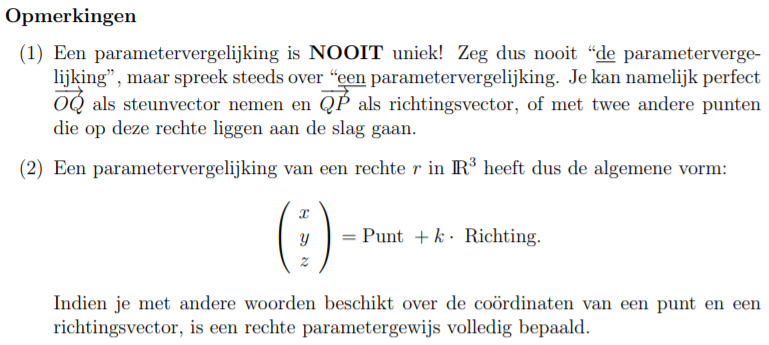 Opmerkingen
(1) Een parametervergelijking is NOOIT uniek! Zeg dus nooit “de parameterverge-
lijking”, maar spreek steeds over “een parametervergelijking. Je kan namelijk perfect
$\overrightarrow{OQ}$ als steunvector nemen en $\overrightarrow{QP}$ als richtingsvector, of met twee andere punten
die op deze rechte liggen aan de slag gaan.
(2) Een parametervergelijking van een rechte $r$ in $\mathbb{R}^3$ heeft dus de algemene vorm:
$\begin{pmatrix} x \\ y \\ z \end{pmatrix} = \text{Punt } + k \cdot \text{ Richting.}$
Indien je met andere woorden beschikt over de coördinaten van een punt en een
richtingsvector, is een rechte parametergewijs volledig bepaald.